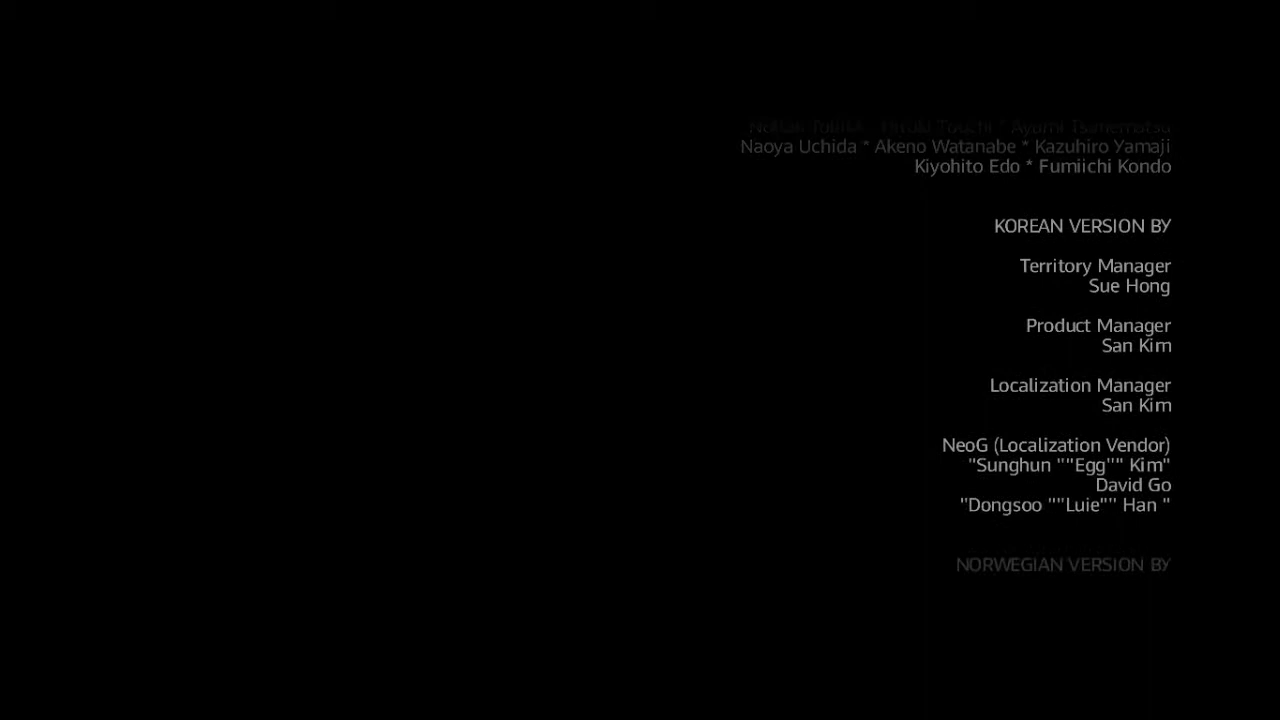 Naoya Uchida * Akeno Watanabe * Kazuhiro Yamaji
Kiyohito Edo * Fumiichi Kondo
KOREAN VERSION BY
Territory Manager
Sue Hong
Product Manager
San Kim
Localization Manager
San Kim
NeoG (Localization Vendor)
"Sunghun ""Egg"" Kim"
David Go
"Dongsoo ""Luie"" Han "
NORWEGIAN VERSION BY